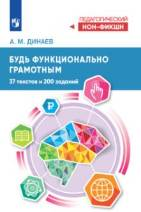 ПЕДАГОГИЧЕСКИЙ
НОН-ФИКШН
А. М. ДИНАЕВ
БУДЬ ФУНКЦИОНАЛЬНО
ГРАМОТНЫМ
37 текстов и 200 заданий